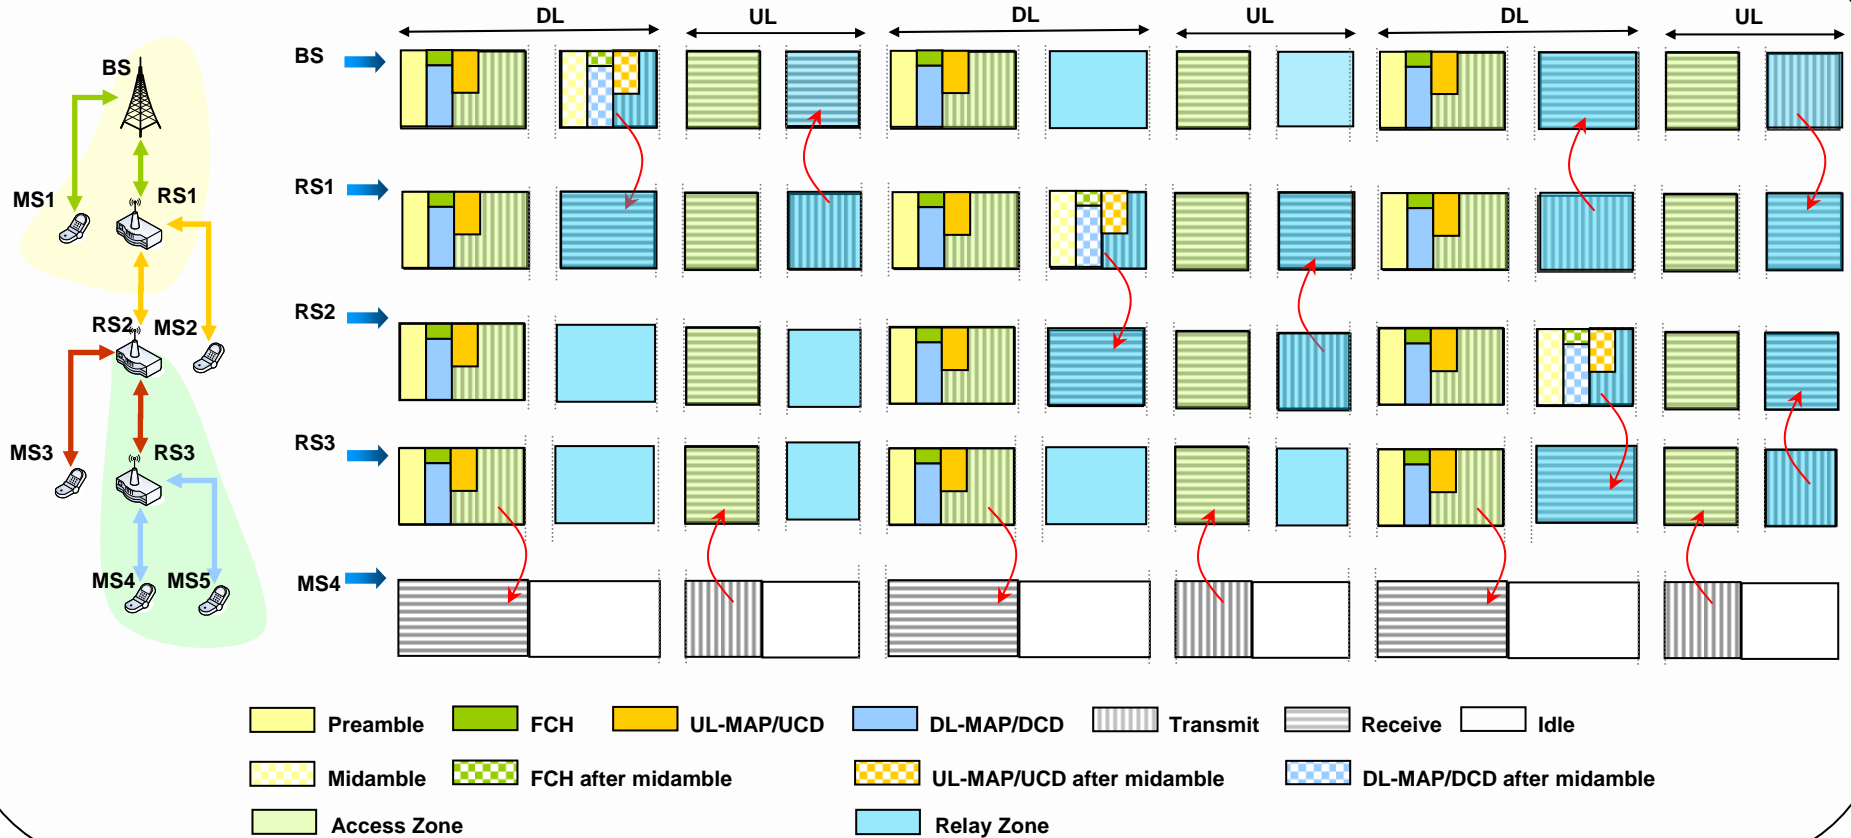 DL UL DL UL DL UL
BS
BS
MS1
RS1
RS1
RS2
MS2
RS2
MS3
RS3
RS3
MS4
MS5
MS4
Preamble FCH UL-MAP/UCD DL-MAP/DCD Transmit Receive Idle
Midamble FCH after midamble UL-MAP/UCD after midamble DL-MAP/DCD after midamble
Access Zone Relay Zone